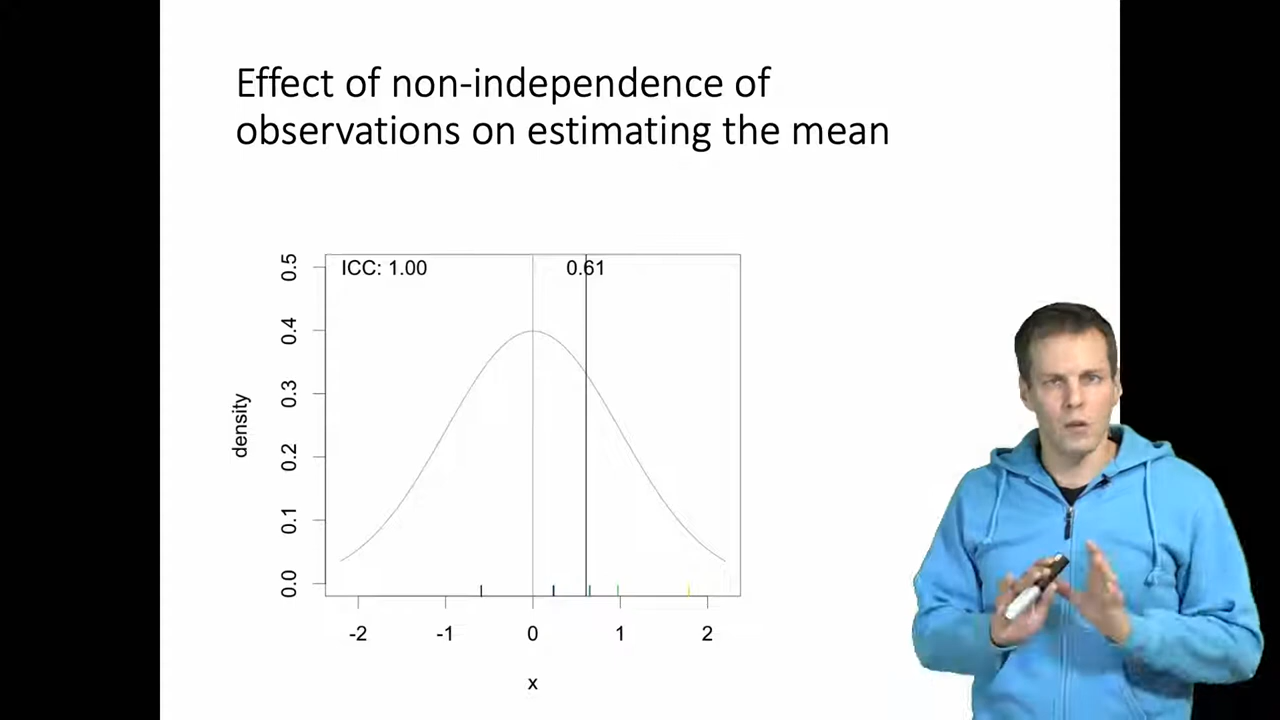 Effect of non-independence of
observations on estimating the mean
ICC: 1.00
0.61
0.5
0.4
0.3
0.2
0.1
0.0
density
-2 -1 0 1 2
x